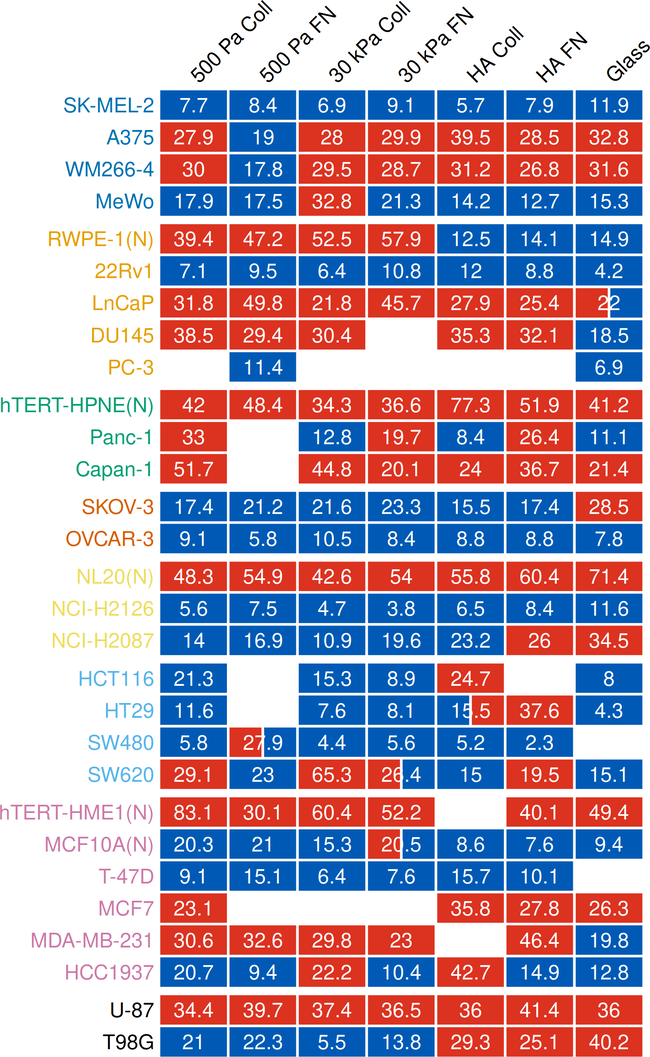 500 Pa Coll 500 Pa FN 30 kPa Coll 30 kPa FN HA Coll HA FN Glass
SK-MEL-2 7.7 8.4 6.9 9.1 5.7 7.9 11.9
A375 27.9 19 28 29.9 39.5 28.5 32.8
WM266-4 30 17.8 29.5 28.7 31.2 26.8 31.6
MeWo 17.9 17.5 32.8 21.3 14.2 12.7 15.3
RWPE-1(N) 39.4 47.2 52.5 57.9 12.5 14.1 14.9
22Rv1 7.1 9.5 6.4 10.8 12 8.8 4.2
LnCaP 31.8 49.8 21.8 45.7 27.9 25.4 22
DU145 38.5 29.4 30.4 35.3 32.1 18.5
PC-3 11.4 6.9
hTERT-HPNE(N) 42 48.4 34.3 36.6 77.3 51.9 41.2
Panc-1 33 12.8 19.7 8.4 26.4 11.1
Capan-1 51.7 44.8 20.1 24 36.7 21.4
SKOV-3 17.4 21.2 21.6 23.3 15.5 17.4 28.5
OVCAR-3 9.1 5.8 10.5 8.4 8.8 8.8 7.8
NL20(N) 48.3 54.9 42.6 54 55.8 60.4 71.4
NCI-H2126 5.6 7.5 4.7 3.8 6.5 8.4 11.6
NCI-H2087 14 16.9 10.9 19.6 23.2 26 34.5
HCT116 21.3 15.3 8.9 24.7 8
HT29 11.6 7.6 8.1 15.5 37.6 4.3
SW480 5.8 27.9 4.4 5.6 5.2 2.3
SW620 29.1 23 65.3 26.4 15 19.5 15.1
hTERT-HME1(N) 83.1 30.1 60.4 52.2 40.1 49.4
MCF10A(N) 20.3 21 15.3 20.5 8.6 7.6 9.4
T-47D 9.1 15.1 6.4 7.6 15.7 10.1
MCF7 23.1 35.8 27.8 26.3
MDA-MB-231 30.6 32.6 29.8 23 46.4 19.8
HCC1937 20.7 9.4 22.2 10.4 42.7 14.9 12.8
U-87 34.4 39.7 37.4 36.5 36 41.4 36
T98G 21 22.3 5.5 13.8 29.3 25.1 40.2